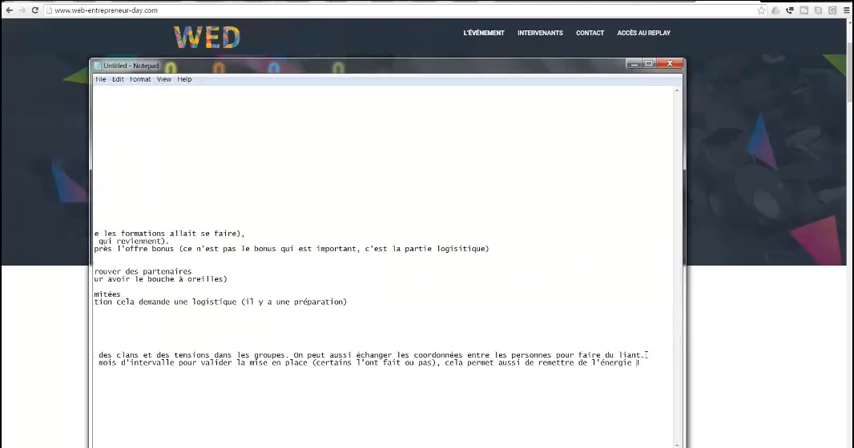 www.web-entrepreneur-day.com
WED
L'ÉVÉNEMENT INTERVENANTS CONTACT ACCÈS AU REPLAY
Untitled - Notepad
File Edit Format View Help
e les formations allait se faire),
qui reviennent).
près l'offre bonus (ce n'est pas le bonus qui est important, c'est la partie logisitique)
rouver des partenaires
ur avoir le bouche à oreilles)
mitées
tion cela demande une logistique (il y a une préparation)
des clans et des tensions dans les groupes. On peut aussi échanger les coordonnées entre les personnes pour faire du liant.
mois d'intervalle pour valider la mise en place (certains l'ont fait ou pas), cela permet aussi de remettre de l'énergie